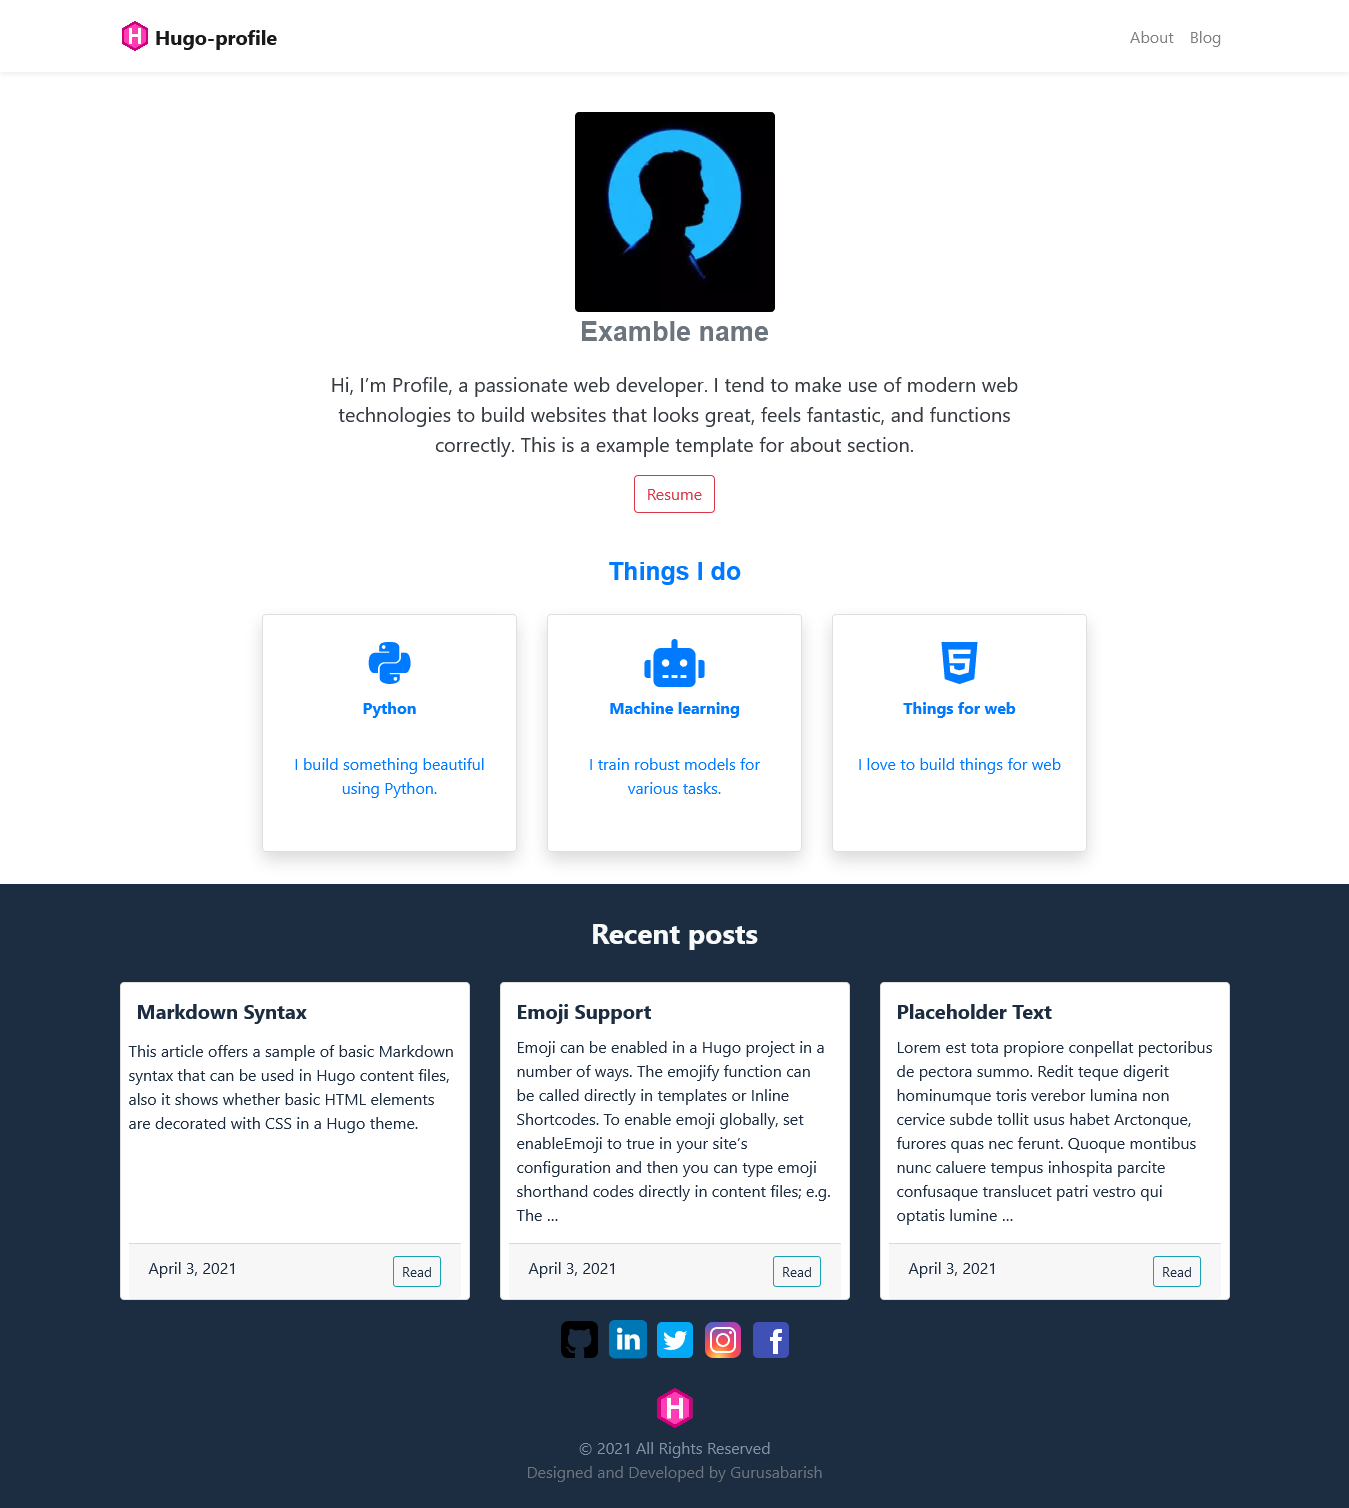 Hugo-profile
About Blog
Examble name
Hi, I’m Profile, a passionate web developer. I tend to make use of modern web
technologies to build websites that looks great, feels fantastic, and functions
correctly. This is a example template for about section.
Resume
Things I do
Python
I build something beautiful
using Python.
Machine learning
I train robust models for
various tasks.
Things for web
I love to build things for web
Recent posts
Markdown Syntax
This article offers a sample of basic Markdown
syntax that can be used in Hugo content files,
also it shows whether basic HTML elements
are decorated with CSS in a Hugo theme.
April 3, 2021
Read
Emoji Support
Emoji can be enabled in a Hugo project in a
number of ways. The emojify function can
be called directly in templates or Inline
Shortcodes. To enable emoji globally, set
enableEmoji to true in your site’s
configuration and then you can type emoji
shorthand codes directly in content files; e.g.
The …
April 3, 2021
Read
Placeholder Text
Lorem est tota propiore conpellat pectoribus
de pectora summo. Redit teque digerit
hominumque toris verebor lumina non
cervice subde tollit usus habet Arctonque,
furores quas nec ferunt. Quoque montibus
nunc caluere tempus inhospita parcite
confusaque translucet patri vestro qui
optatis lumine …
April 3, 2021
Read
© 2021 All Rights Reserved
Designed and Developed by Gurusabarish